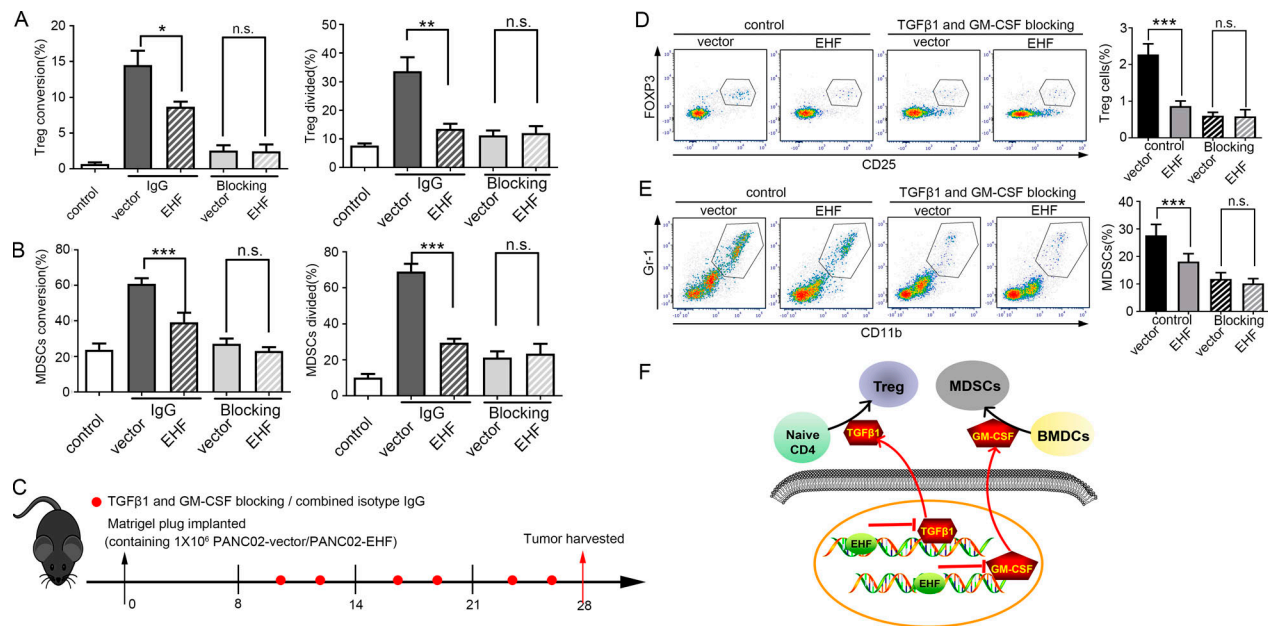 A
Treg conversion(%)
20
15
10
5
0
*
n.s.
control
vector
EHF
vector
EHF
IgG
Blocking
Treg divided(%)
50
40
30
20
10
0
**
n.s.
control
vector
EHF
vector
EHF
IgG
Blocking
B
MDSCs conversion(%)
80
60
40
20
0
***
n.s.
control
vector
EHF
vector
EHF
IgG
Blocking
MDSCs divided(%)
80
60
40
20
0
***
n.s.
control
vector
EHF
vector
EHF
IgG
Blocking
C
TGFβ1 and GM-CSF blocking / combined isotype IgG
Matrigel plug implanted
(containing 1X10⁶ PANC02-vector/PANC02-EHF)
Tumor harvested
0
8
14
21
28
D
control
TGFβ1 and GM-CSF blocking
vector
EHF
vector
EHF
FOXP3
CD25
Treg cells(%)
3
2
1
0
***
n.s.
control
Blocking
vector
EHF
vector
EHF
E
control
TGFβ1 and GM-CSF blocking
vector
EHF
vector
EHF
Gr-1
CD11b
MDSCs(%)
40
30
20
10
0
***
n.s.
control
Blocking
vector
EHF
vector
EHF
F
Treg
MDSCs
Naive
CD4
TGFβ1
GM-CSF
BMDCs
TGFβ1
EHF
GM-CSF
EHF